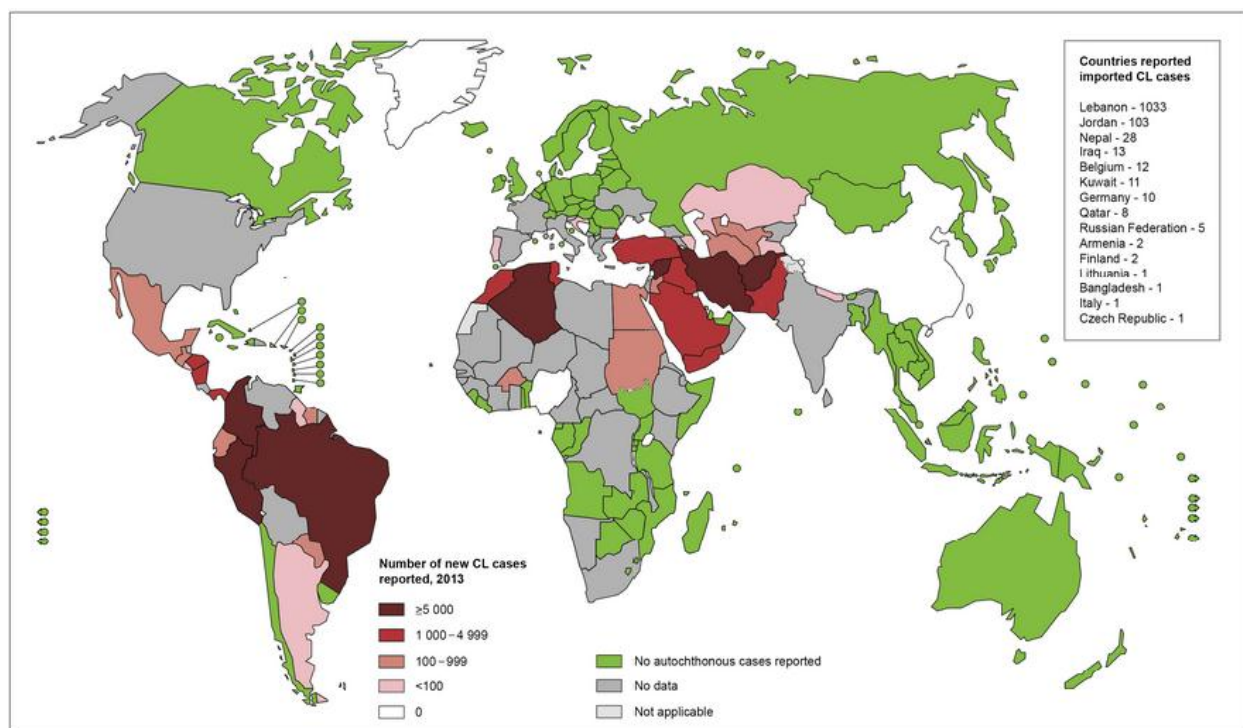 Countries reported
imported CL cases
Lebanon - 1033
Jordan - 103
Nepal - 28
Iraq - 13
Belgium - 12
Kuwait - 11
Germany - 10
Qatar - 8
Russian Federation - 5
Armenia - 2
Finland - 2
Lithuania - 1
Bangladesh - 1
Italy - 1
Czech Republic - 1
Number of new CL cases
reported, 2013
≥5 000
1 000–4 999
100–999
<100
0
No autochthonous cases reported
No data
Not applicable